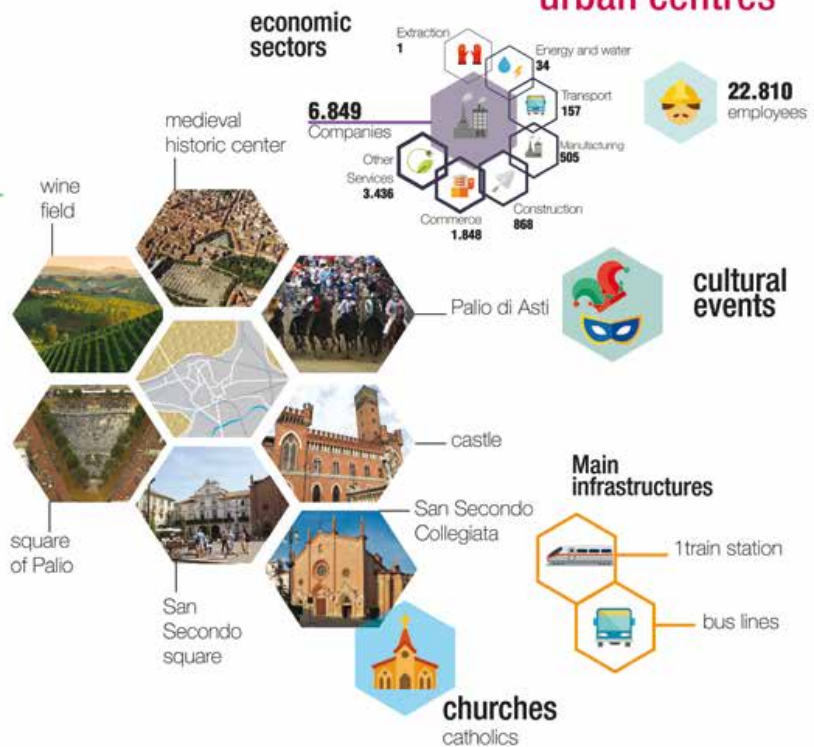 urban centres
economic
sectors
Extraction
1
Energy and water
34
Transport
157
6.849
Companies
22.810
employees
Manufacturing
505
Other
Services
3.436
Commerce
1.848
Construction
868
medieval
historic center
wine
field
Palio di Asti
cultural
events
castle
San Secondo
Collegiata
Main
infrastructures
square
of Palio
1train station
San
Secondo
square
bus lines
churches
catholics